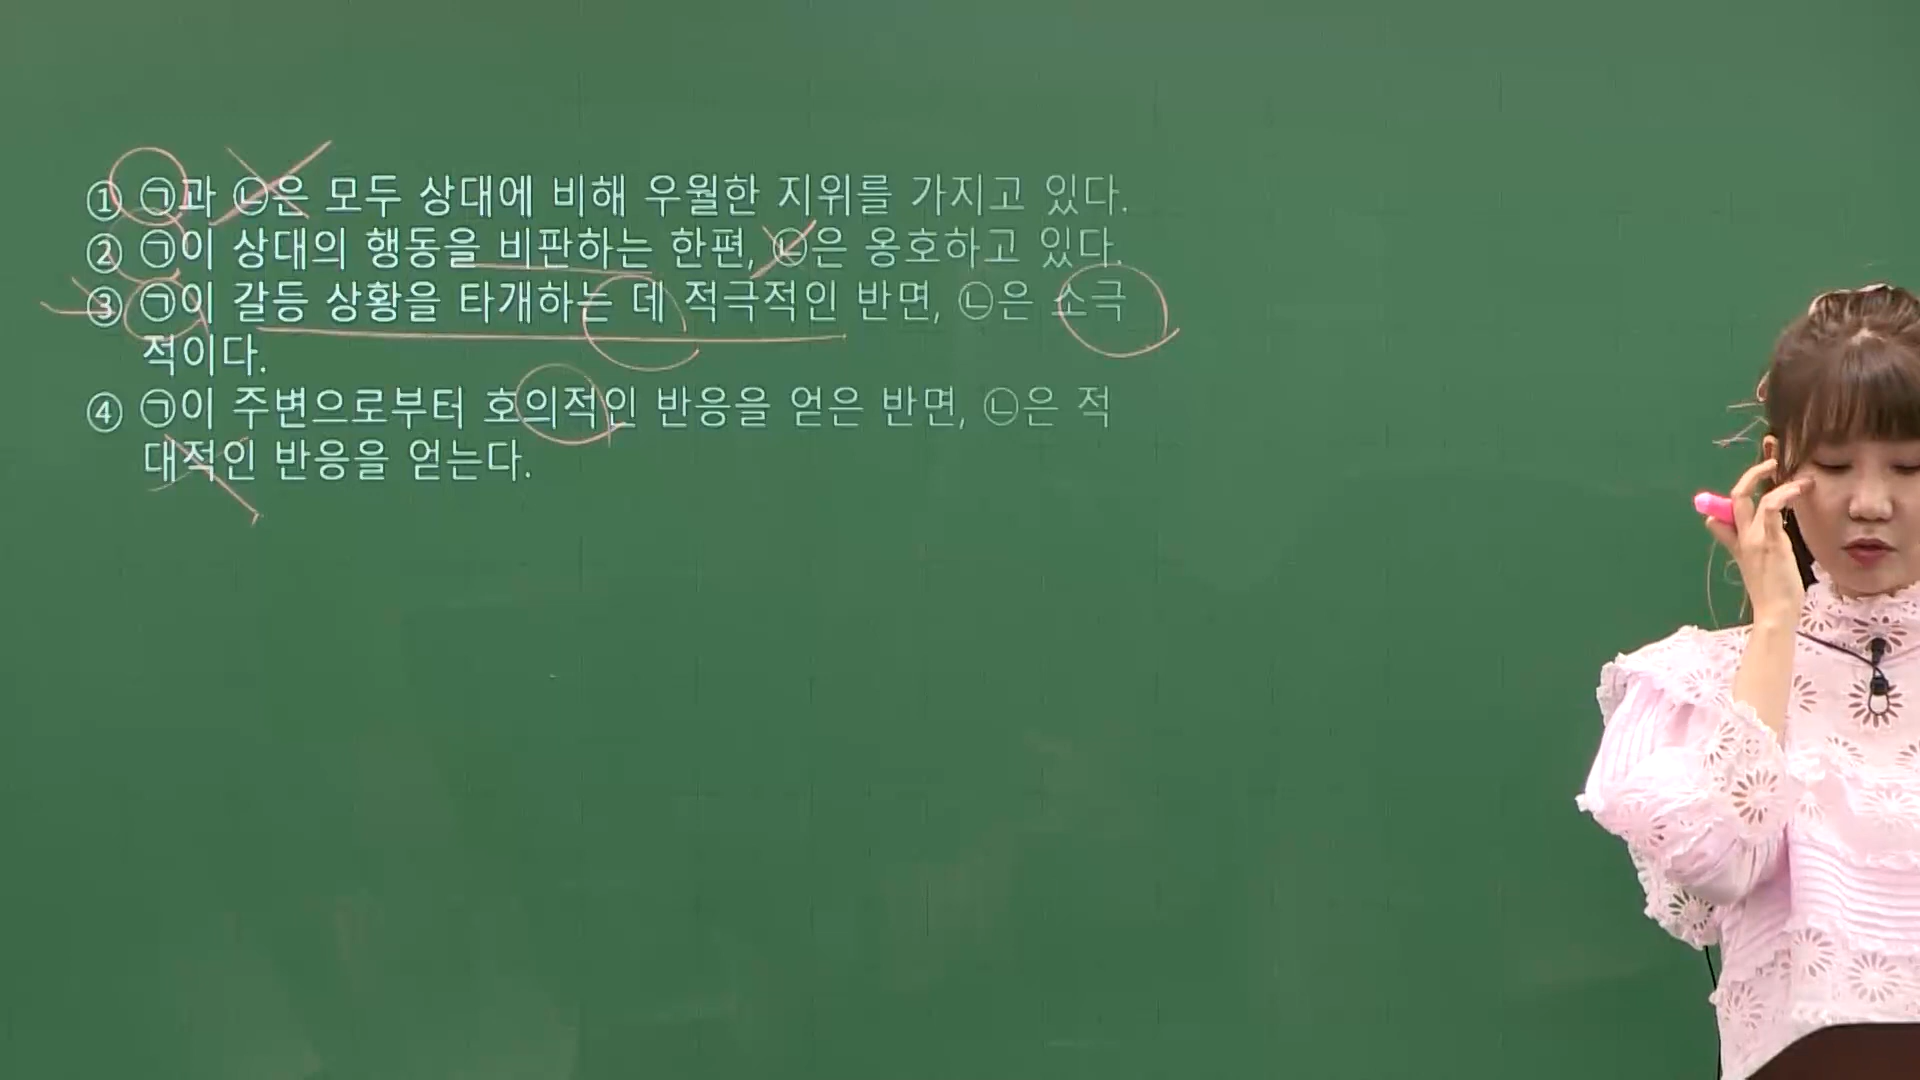 ① ㉠과 ㉡은 모두 상대에 비해 우월한 지위를 가지고 있다.
② ㉠이 상대의 행동을 비판하는 한편, ㉡은 옹호하고 있다.
③ ㉠이 갈등 상황을 타개하는 데 적극적인 반면, ㉡은 소극
적이다.
④ ㉠이 주변으로부터 호의적인 반응을 얻은 반면, ㉡은 적
대적인 반응을 얻는다.